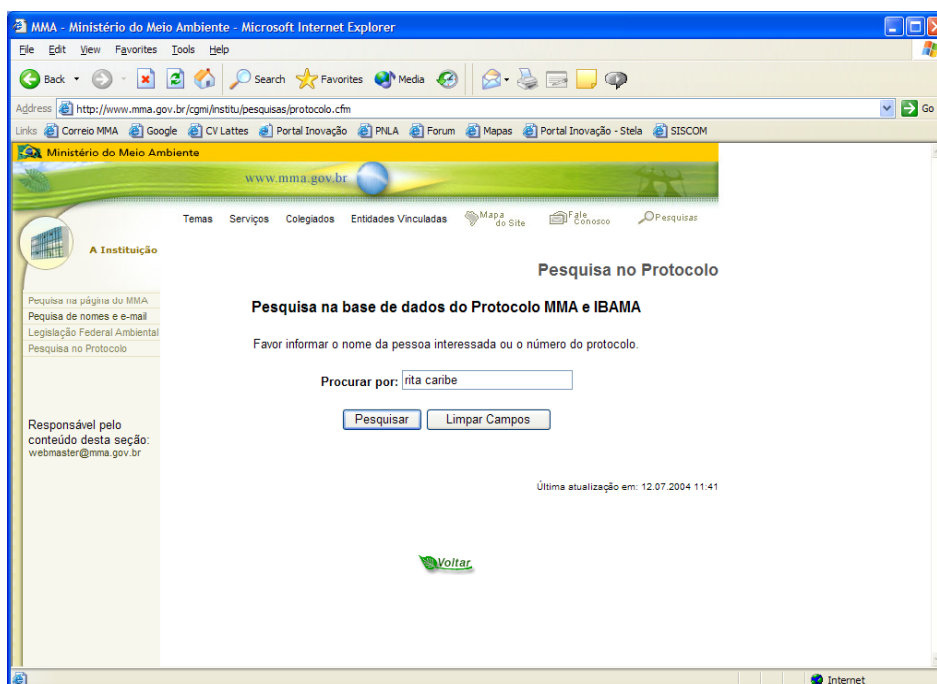 MMA - Ministério do Meio Ambiente - Microsoft Internet Explorer
File Edit View Favorites Tools Help
Back Search Favorites Media
Address http://www.mma.gov.br/cgmi/institu/pesquisas/protocolo.cfm Go
Links Correio MMA Google CV Lattes Portal Inovação PNLA Forum Mapas Portal Inovação - Stela SISCOM
Ministério do Meio Ambiente
www.mma.gov.br
Temas Serviços Colegiados Entidades Vinculadas Mapa do Site Fale Conosco Pesquisas
A Instituição
Pesquisa no Protocolo
Pequisa na página do MMA
Pequisa de nomes e e-mail
Legislação Federal Ambiental
Pesquisa no Protocolo
Pesquisa na base de dados do Protocolo MMA e IBAMA
Favor informar o nome da pessoa interessada ou o número do protocolo.
Procurar por: rita caribe
Pesquisar Limpar Campos
Responsável pelo
conteúdo desta seção:
webmaster@mma.gov.br
Última atualização em: 12.07.2004 11:41
Voltar
Internet